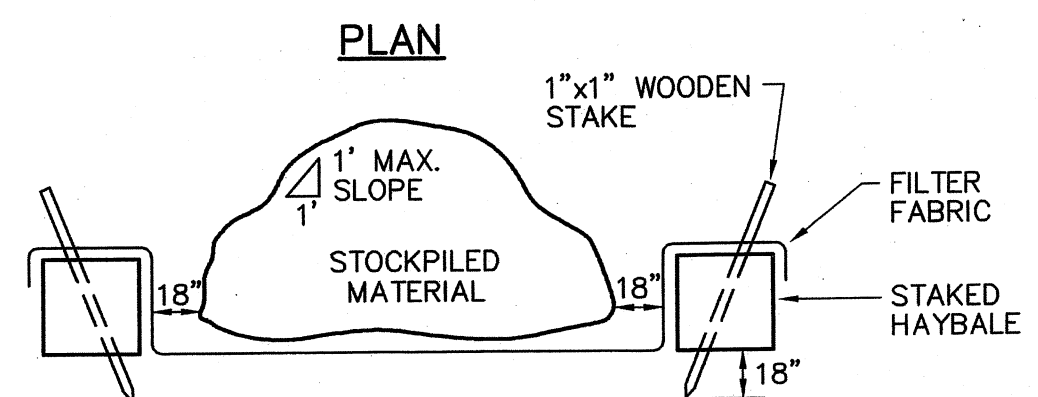 PLAN
1"x1" WOODEN
STAKE
1' MAX.
SLOPE
1'
FILTER
FABRIC
STOCKPILED
MATERIAL
18"
18"
STAKED
HAYBALE
18"